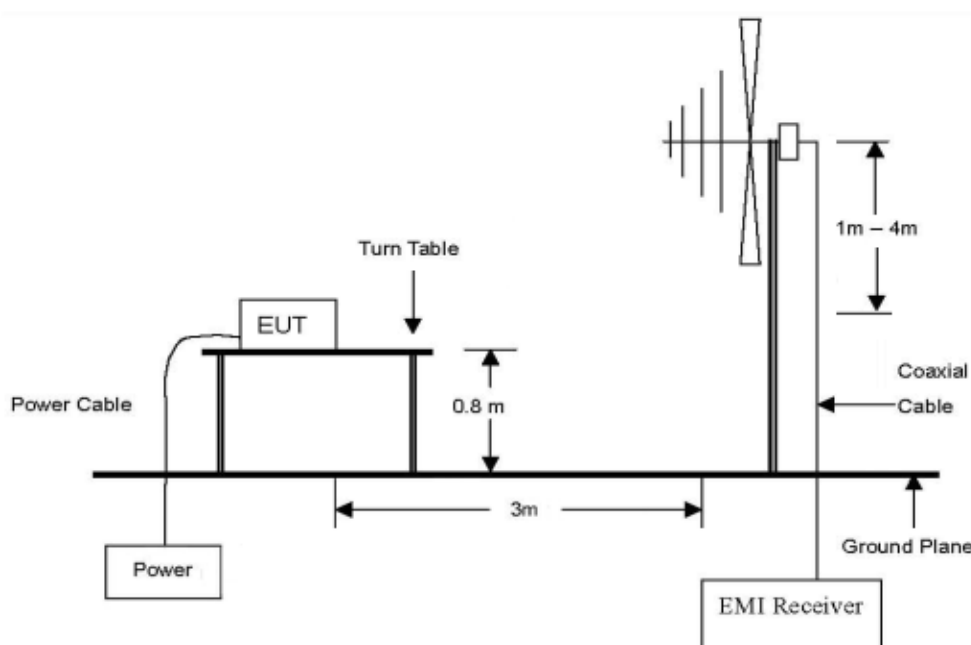 1m – 4m
Turn Table
EUT
Coaxial
Cable
Power Cable
0.8 m
3m
Ground Plane
Power
EMI Receiver